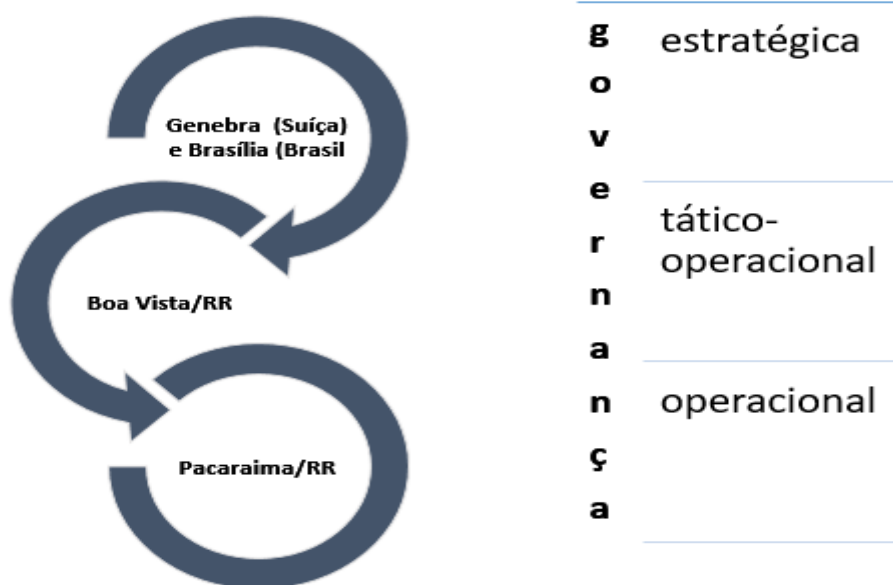 Genebra (Suíça)
e Brasília (Brasil
Boa Vista/RR
Pacaraima/RR
g
o
v
e
r
n
a
n
ç
a
estratégica
tático-
operacional
operacional